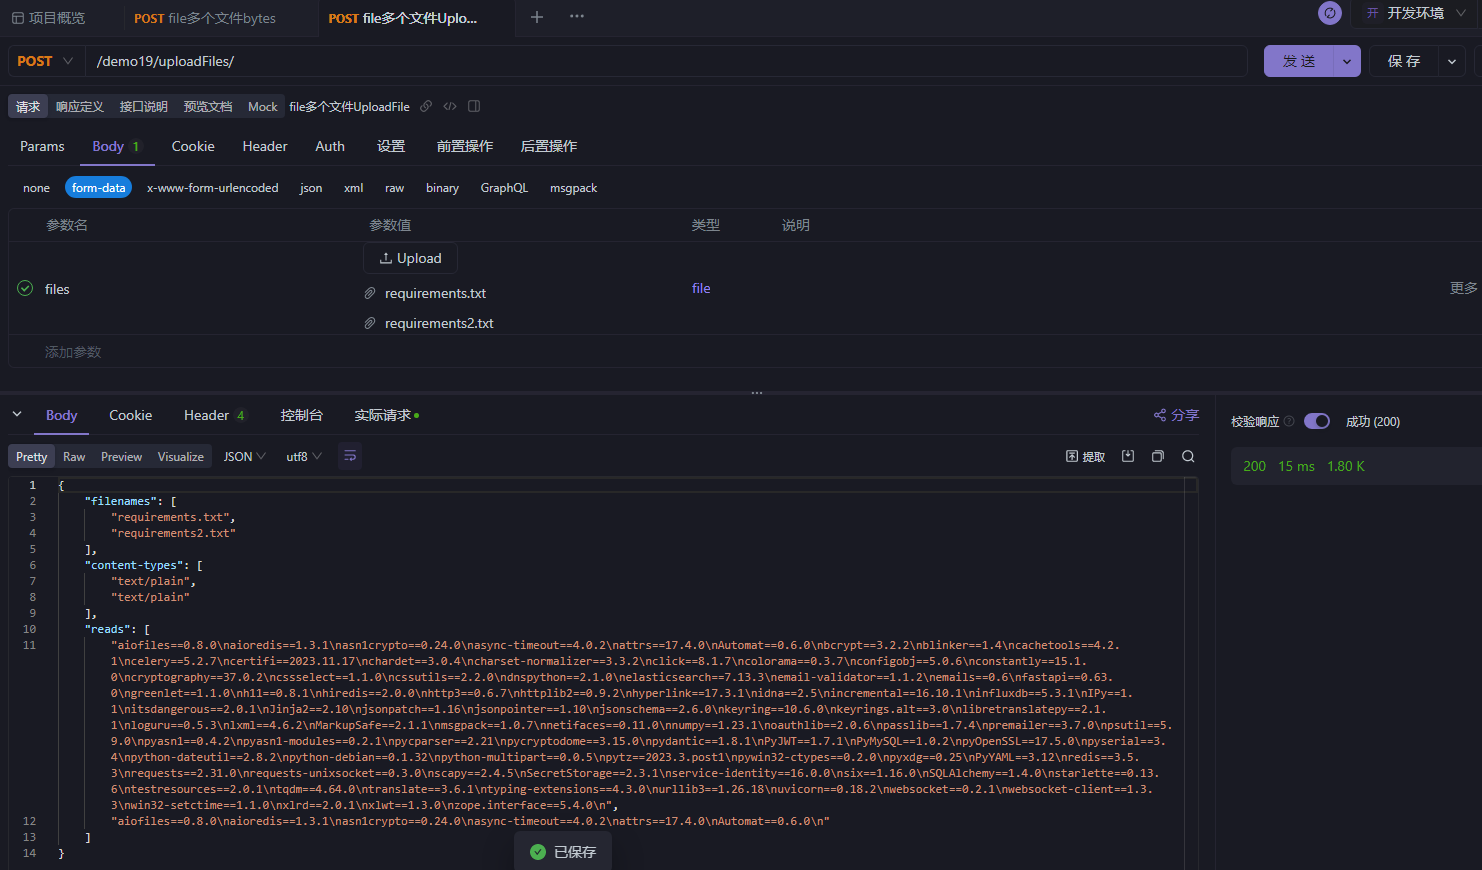 项目概览
POST file多个文件bytes
POST file多个文件Uplo...
开 开发环境
POST
/demo19/uploadFiles/
发 送
保 存
请求 响应定义 接口说明 预览文档 Mock file多个文件UploadFile
Params Body 1 Cookie Header Auth 设置 前置操作 后置操作
none form-data x-www-form-urlencoded json xml raw binary GraphQL msgpack
参数名 参数值 类型 说明
Upload
files
requirements.txt
file
更多
requirements2.txt
添加参数
Body Cookie Header 4 控制台 实际请求
分享
校验响应 成功 (200)
Pretty Raw Preview Visualize JSON utf8
提取
200 15 ms 1.80 K
1 {
2 "filenames": [
3 "requirements.txt",
4 "requirements2.txt"
5 ],
6 "content-types": [
7 "text/plain",
8 "text/plain"
9 ],
10 "reads": [
11 "aiofiles==0.8.0\naioredis==1.3.1\nasn1crypto==0.24.0\nasync-timeout==4.0.2\nattrs==17.4.0\nAutomat==0.6.0\nbcrypt==3.2.2\nblinker==1.4\ncachetools==4.2.
1\ncelery==5.2.7\ncertifi==2023.11.17\nchardet==3.0.4\ncharset-normalizer==3.3.2\nclick==8.1.7\ncolorama==0.3.7\nconfigobj==5.0.6\nconstantly==15.1.
0\ncryptography==37.0.2\ncssselect==1.1.0\ncssutils==2.2.0\ndnspython==2.1.0\nelasticsearch==7.13.3\nemail-validator==1.1.2\nemails==0.6\nfastapi==0.63.
0\ngreenlet==1.1.0\nh11==0.8.1\nhiredis==2.0.0\nhttp3==0.6.7\nhttplib2==0.9.2\nhyperlink==17.3.1\nidna==2.5\nincremental==16.10.1\ninfluxdb==5.3.1\nIPy==1.
1\nitsdangerous==2.0.1\nJinja2==2.10\njsonpatch==1.16\njsonpointer==1.10\njsonschema==2.6.0\nkeyring==10.6.0\nkeyrings.alt==3.0\nlibretranslatepy==2.1.
1\nloguru==0.5.3\nlxml==4.6.2\nMarkupSafe==2.1.1\nmsgpack==1.0.7\nnetifaces==0.11.0\nnumpy==1.23.1\noauthlib==2.0.6\npasslib==1.7.4\npremailer==3.7.0\npsutil==5.
9.0\npyasn1==0.4.2\npyasn1-modules==0.2.1\npycparser==2.21\npycryptodome==3.15.0\npydantic==1.8.1\nPyJWT==1.7.1\nPyMySQL==1.0.2\npyOpenSSL==17.5.0\npyserial==3.
4\npython-dateutil==2.8.2\npython-debian==0.1.32\npython-multipart==0.0.5\npytz==2023.3.post1\npywin32-ctypes==0.2.0\npyxdg==0.25\nPyYAML==3.12\nredis==3.5.
3\nrequests==2.31.0\nrequests-unixsocket==0.3.0\nscapy==2.4.5\nSecretStorage==2.3.1\nservice-identity==16.0.0\nsix==1.16.0\nSQLAlchemy==1.4.0\nstarlette==0.13.
6\ntestresources==2.0.1\ntqdm==4.64.0\ntranslate==3.6.1\ntyping-extensions==4.3.0\nurllib3==1.26.18\nuvicorn==0.18.2\nwebsocket==0.2.1\nwebsocket-client==1.3.
3\nwin32-setctime==1.1.0\nxlrd==2.0.1\nxlwt==1.3.0\nzope.interface==5.4.0\n",
12 "aiofiles==0.8.0\naioredis==1.3.1\nasn1crypto==0.24.0\nasync-timeout==4.0.2\nattrs==17.4.0\nAutomat==0.6.0\n"
13 ]
14 }
已保存